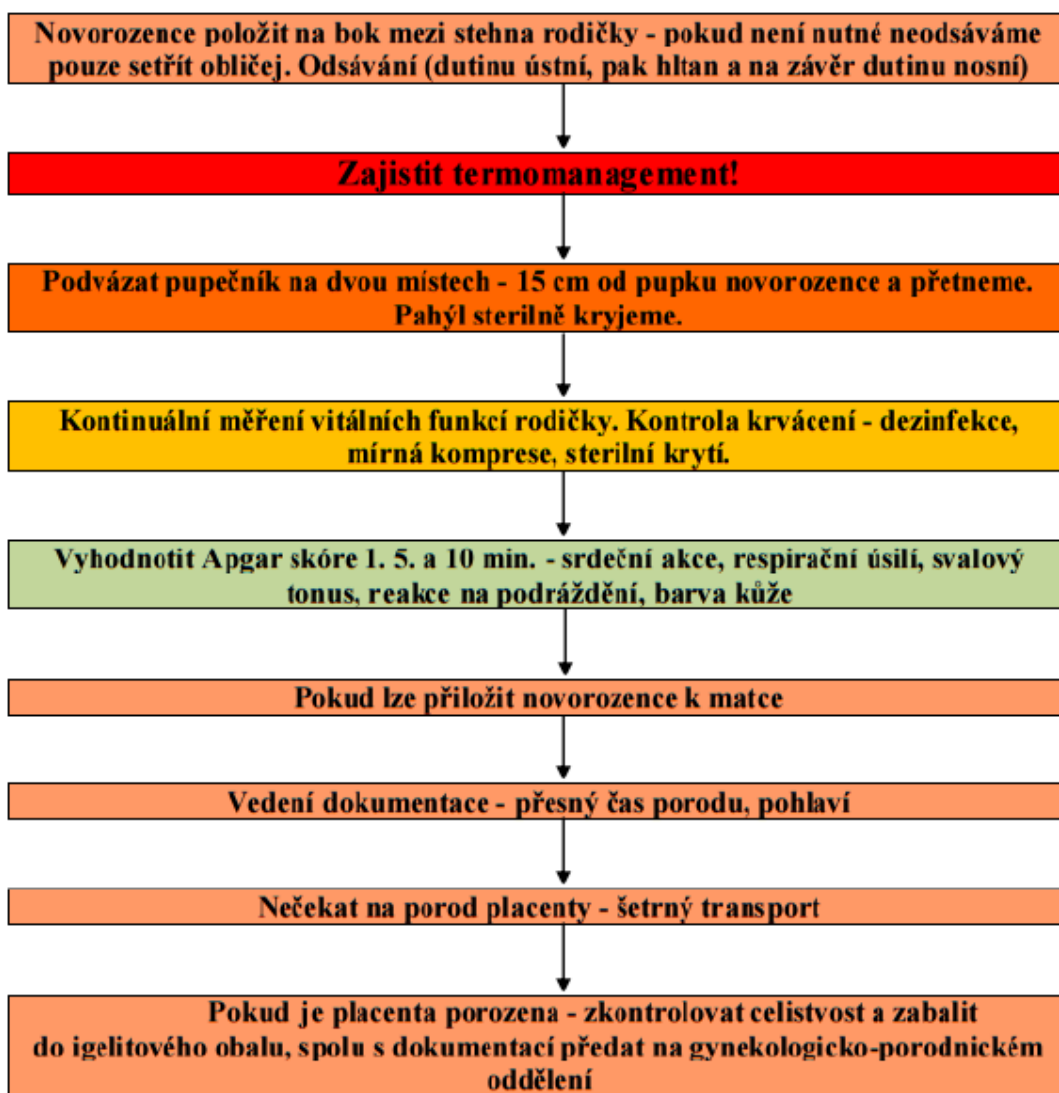 Novorozence položit na bok mezi stehna rodičky - pokud není nutné neodsáváme
pouze setřít obličej. Odsávání (dutinu ústní, pak hltan a na závěr dutinu nosní)
Zajistit termomanagement!
Podvázat pupečník na dvou místech - 15 cm od pupku novorozence a přetneme.
Pahýl sterilně kryjeme.
Kontinuální měření vitálních funkcí rodičky. Kontrola krvácení - dezinfekce,
mírná komprese, sterilní krytí.
Vyhodnotit Apgar skóre 1. 5. a 10 min. - srdeční akce, respirační úsilí, svalový
tonus, reakce na podráždění, barva kůže
Pokud lze přiložit novorozence k matce
Vedení dokumentace - přesný čas porodu, pohlaví
Nečekat na porod placenty - šetrný transport
Pokud je placenta porozena - zkontrolovat celistvost a zabalit
do igelitového obalu, spolu s dokumentací předat na gynekologicko-porodnickém
oddělení